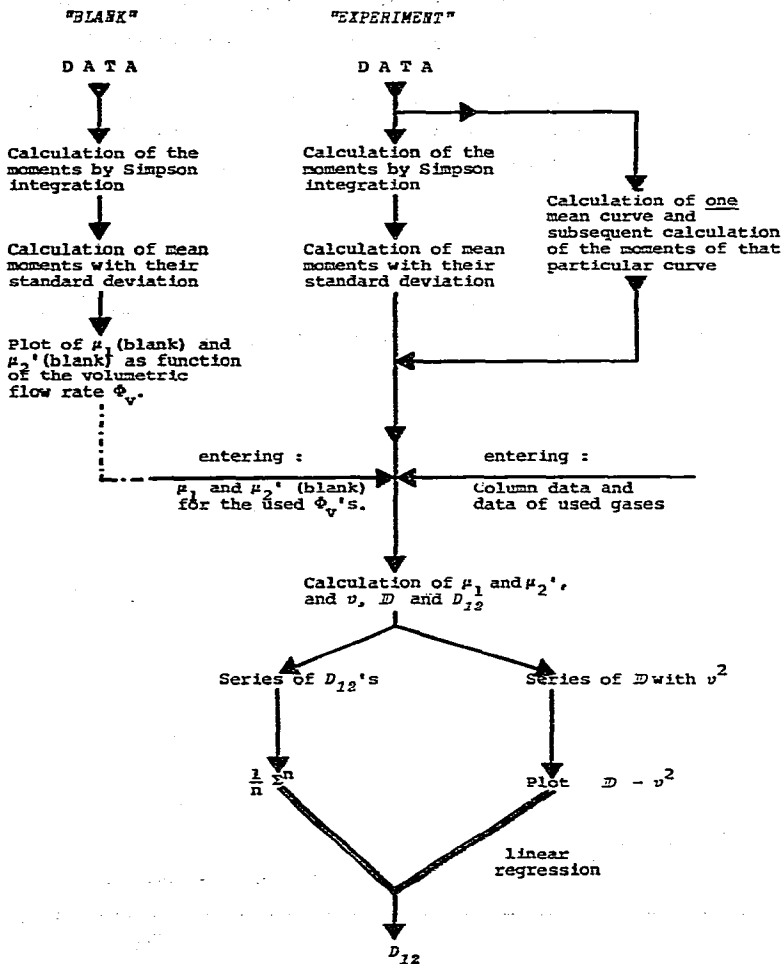 "BLANK"
"EXPERIMENT"
D A T A
D A T A
Calculation of the
moments by Simpson
integration
Calculation of the
moments by Simpson
integration
Calculation of one
mean curve and
subsequent calculation
of the moments of that
particular curve
Calculation of mean
moments with their
standard deviation
Calculation of mean
moments with their
standard deviation
Plot of μ₁(blank) and
μ₂'(blank) as function
of the volumetric
flow rate Φᵥ.
entering :
μ₁ and μ₂' (blank)
for the used Φᵥ's.
entering :
Column data and
data of used gases
Calculation of μ₁ and μ₂',
and v, 𝔻 and D₁₂
Series of D₁₂'s
Series of 𝔻 with v²
1/n Σⁿ
Plot 𝔻 – v²
linear
regression
D₁₂